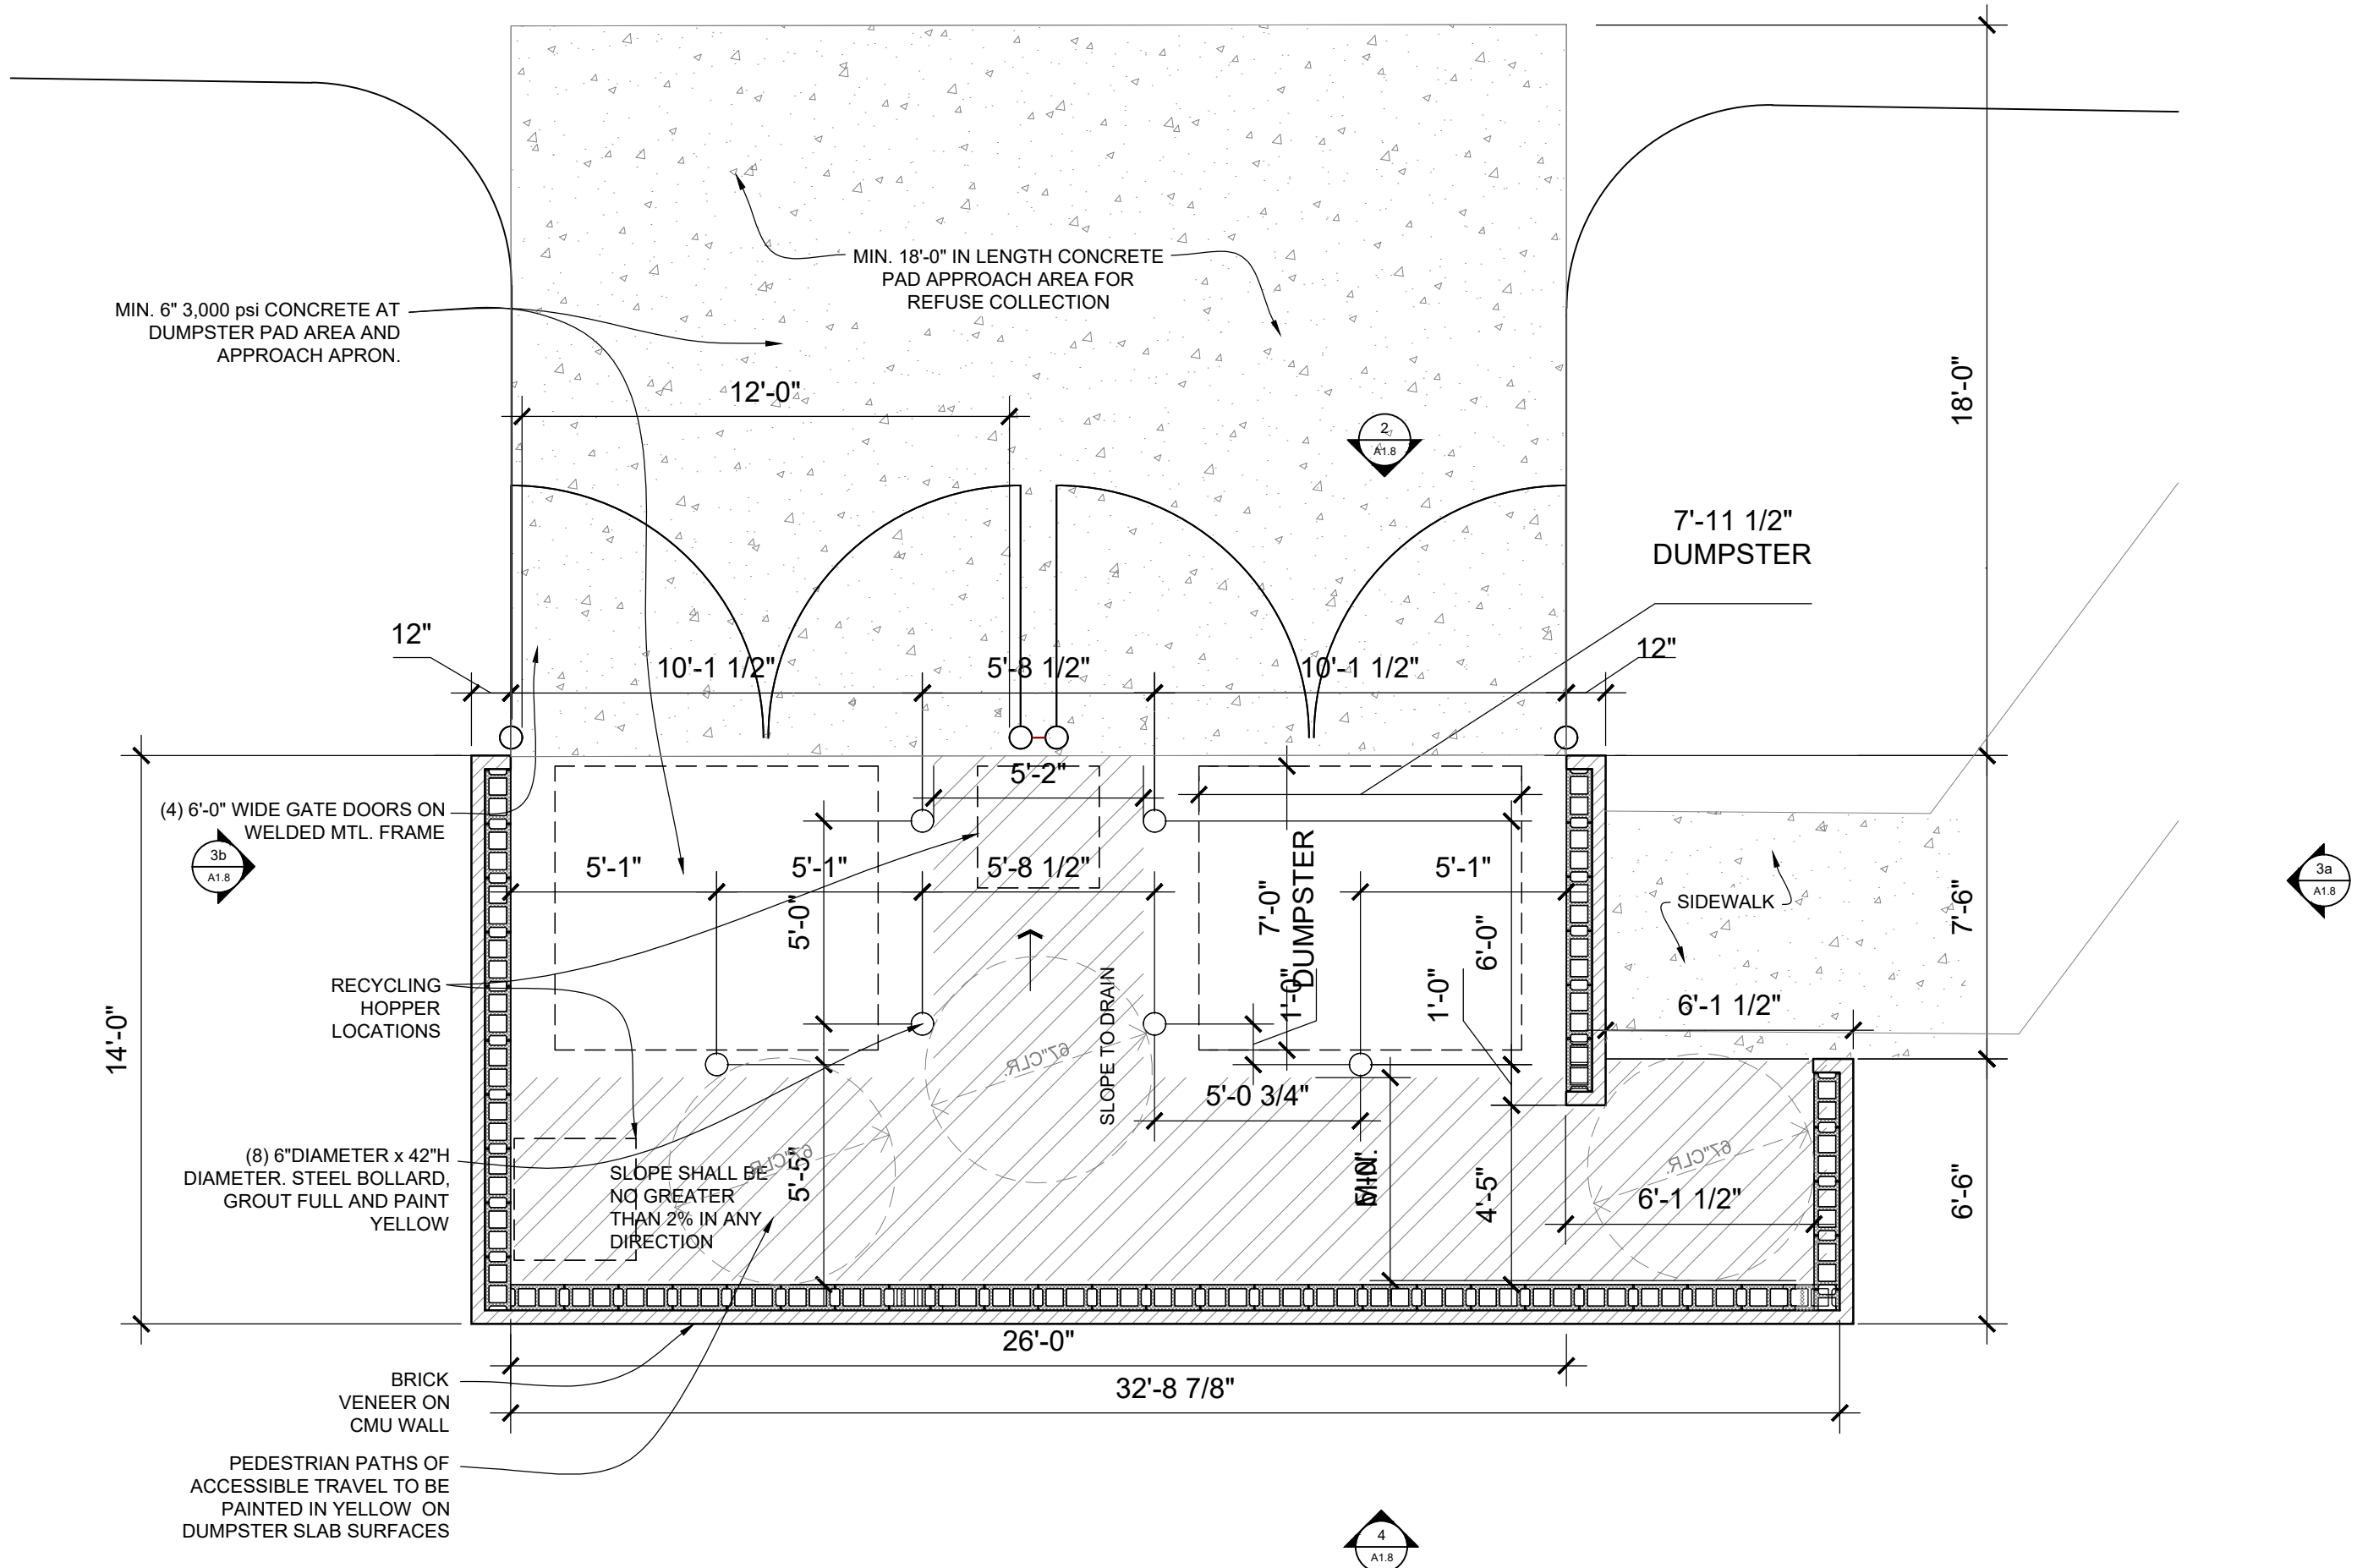 MIN. 18'-0" IN LENGTH CONCRETE
PAD APPROACH AREA FOR
REFUSE COLLECTION
MIN. 6" 3,000 psi CONCRETE AT
DUMPSTER PAD AREA AND
APPROACH APRON.
12'-0"
18'-0"
2
A1.8
7'-11 1/2"
DUMPSTER
12"
10'-1 1/2"
5'-8 1/2"
10'-1 1/2"
12"
5'-2"
(4) 6'-0" WIDE GATE DOORS ON
WELDED MTL. FRAME
3b
A1.8
5'-1"
5'-1"
5'-8 1/2"
5'-1"
3a
A1.8
5'-0"
7'-0"
DUMPSTER
6'-0"
SIDEWALK
7'-6"
RECYCLING
HOPPER
LOCATIONS
1'-0"
1'-0"
6'-1 1/2"
14'-0"
67"CLR.
SLOPE TO DRAIN
5'-0 3/4"
(8) 6"DIAMETER x 42"H
DIAMETER. STEEL BOLLARD,
GROUT FULL AND PAINT
YELLOW
67"CLR.
SLOPE SHALL BE
NO GREATER
THAN 2% IN ANY
DIRECTION
5'-5"
MIN.
4'-5"
67"CLR.
6'-1 1/2"
6'-6"
26'-0"
32'-8 7/8"
BRICK
VENEER ON
CMU WALL
PEDESTRIAN PATHS OF
ACCESSIBLE TRAVEL TO BE
PAINTED IN YELLOW ON
DUMPSTER SLAB SURFACES
4
A1.8